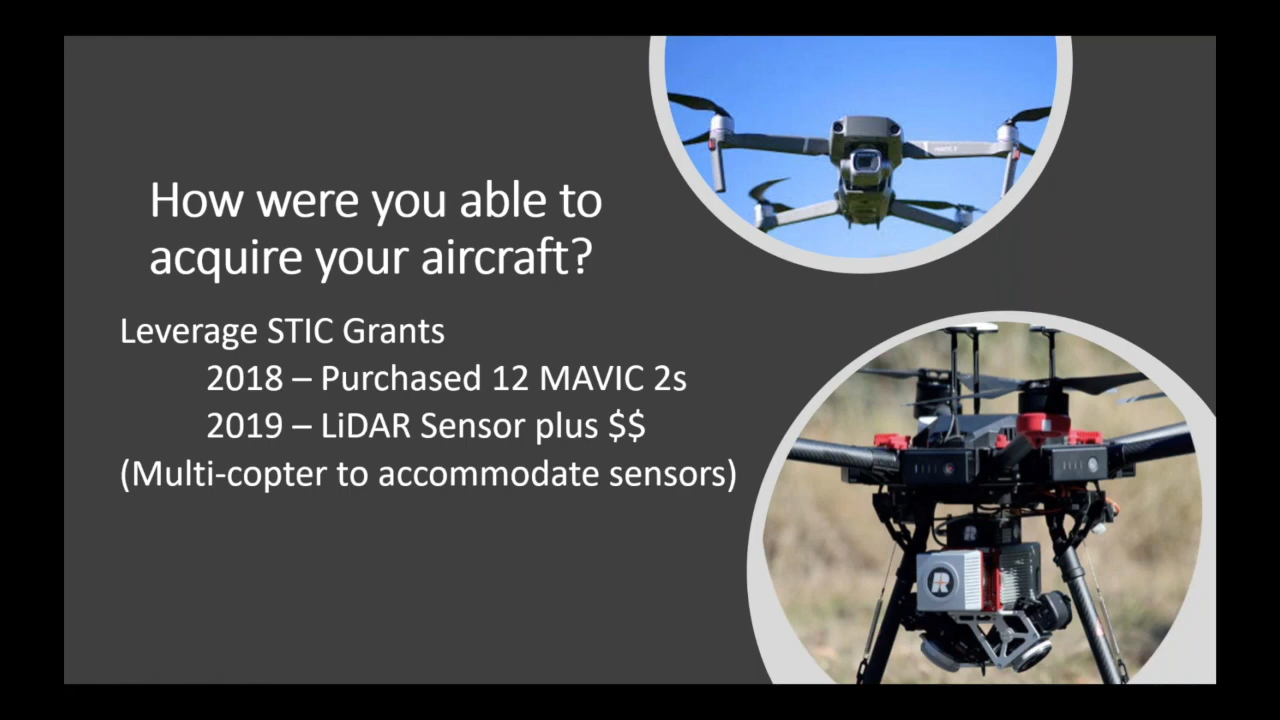 How were you able to
acquire your aircraft?
Leverage STIC Grants
2018 – Purchased 12 MAVIC 2s
2019 – LiDAR Sensor plus $$
(Multi-copter to accommodate sensors)